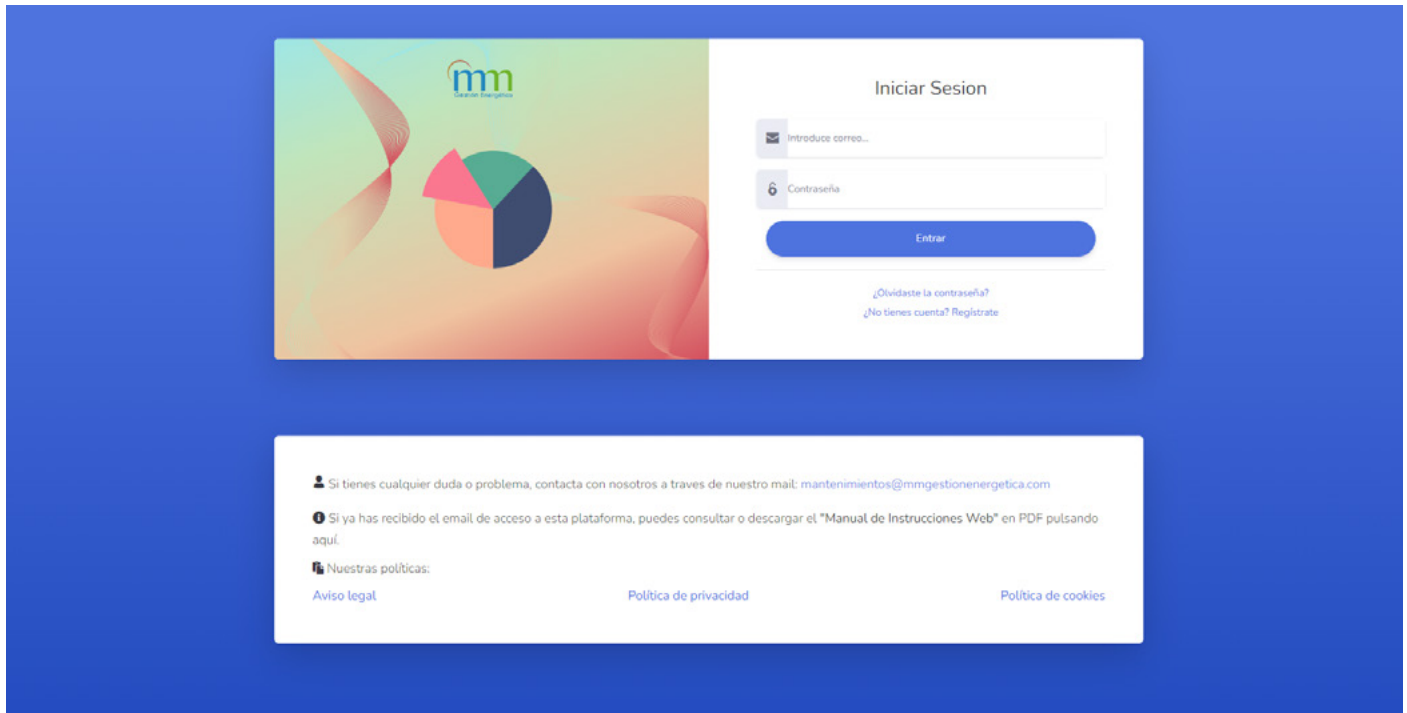 mm
Gestión Energética
Iniciar Sesion
Introduce correo...
Contraseña
Entrar
¿Olvidaste la contraseña?
¿No tienes cuenta? Regístrate
Si tienes cualquier duda o problema, contacta con nosotros a traves de nuestro mail: mantenimientos@mmgestionenergetica.com
Si ya has recibido el email de acceso a esta plataforma, puedes consultar o descargar el "Manual de Instrucciones Web" en PDF pulsando
aquí.
Nuestras políticas:
Aviso legal Política de privacidad Política de cookies